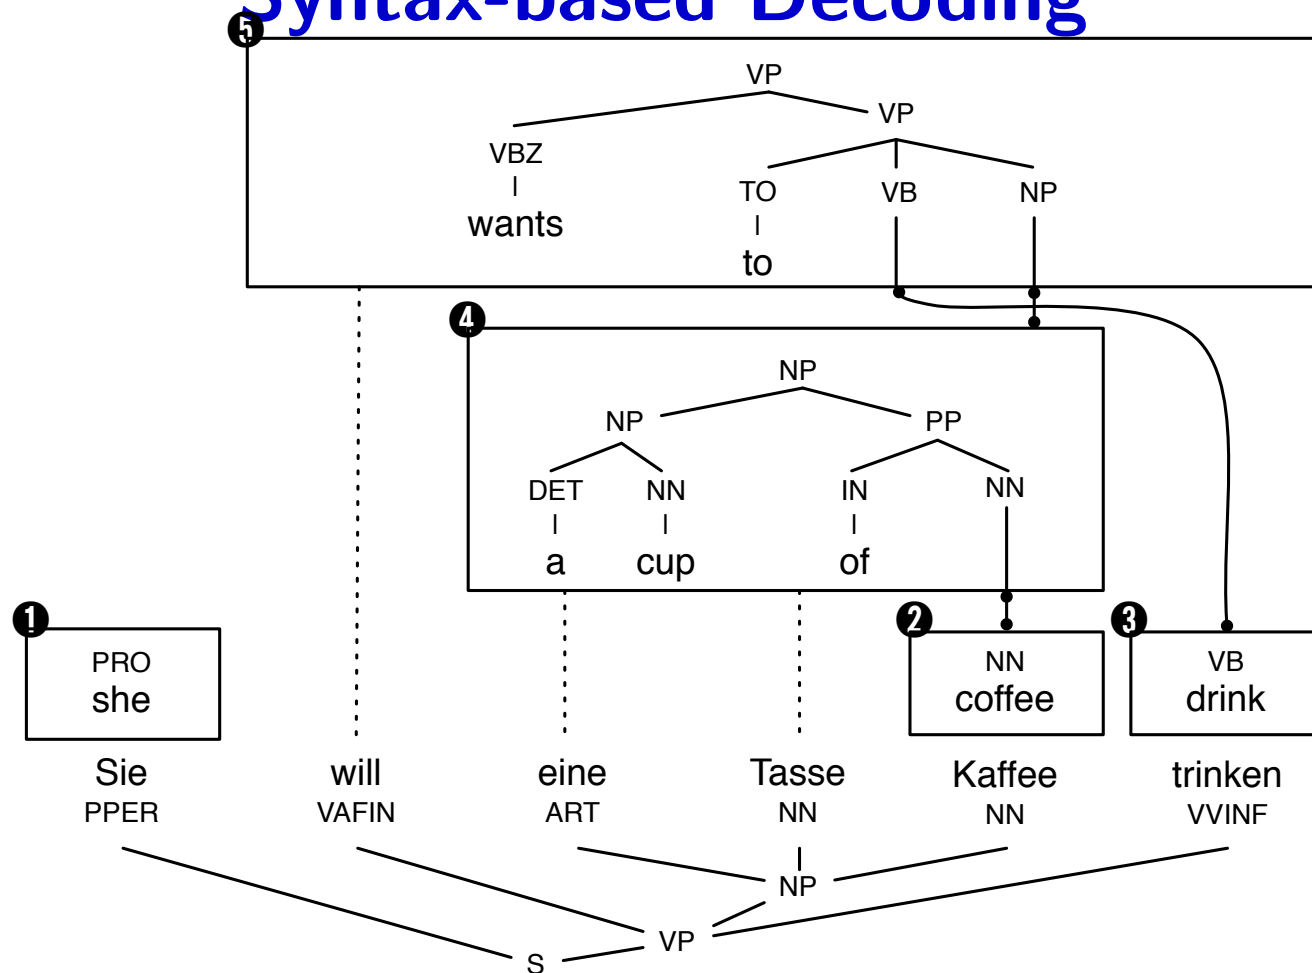 Syntax-based Decoding
5
VP
VP
VBZ
TO VB NP
wants
to
4
NP
NP PP
DET NN IN NN
a cup of
1 2 3
PRO NN VB
she coffee drink
Sie will eine Tasse Kaffee trinken
PPER VAFIN ART NN NN VVINF
NP
VP
S